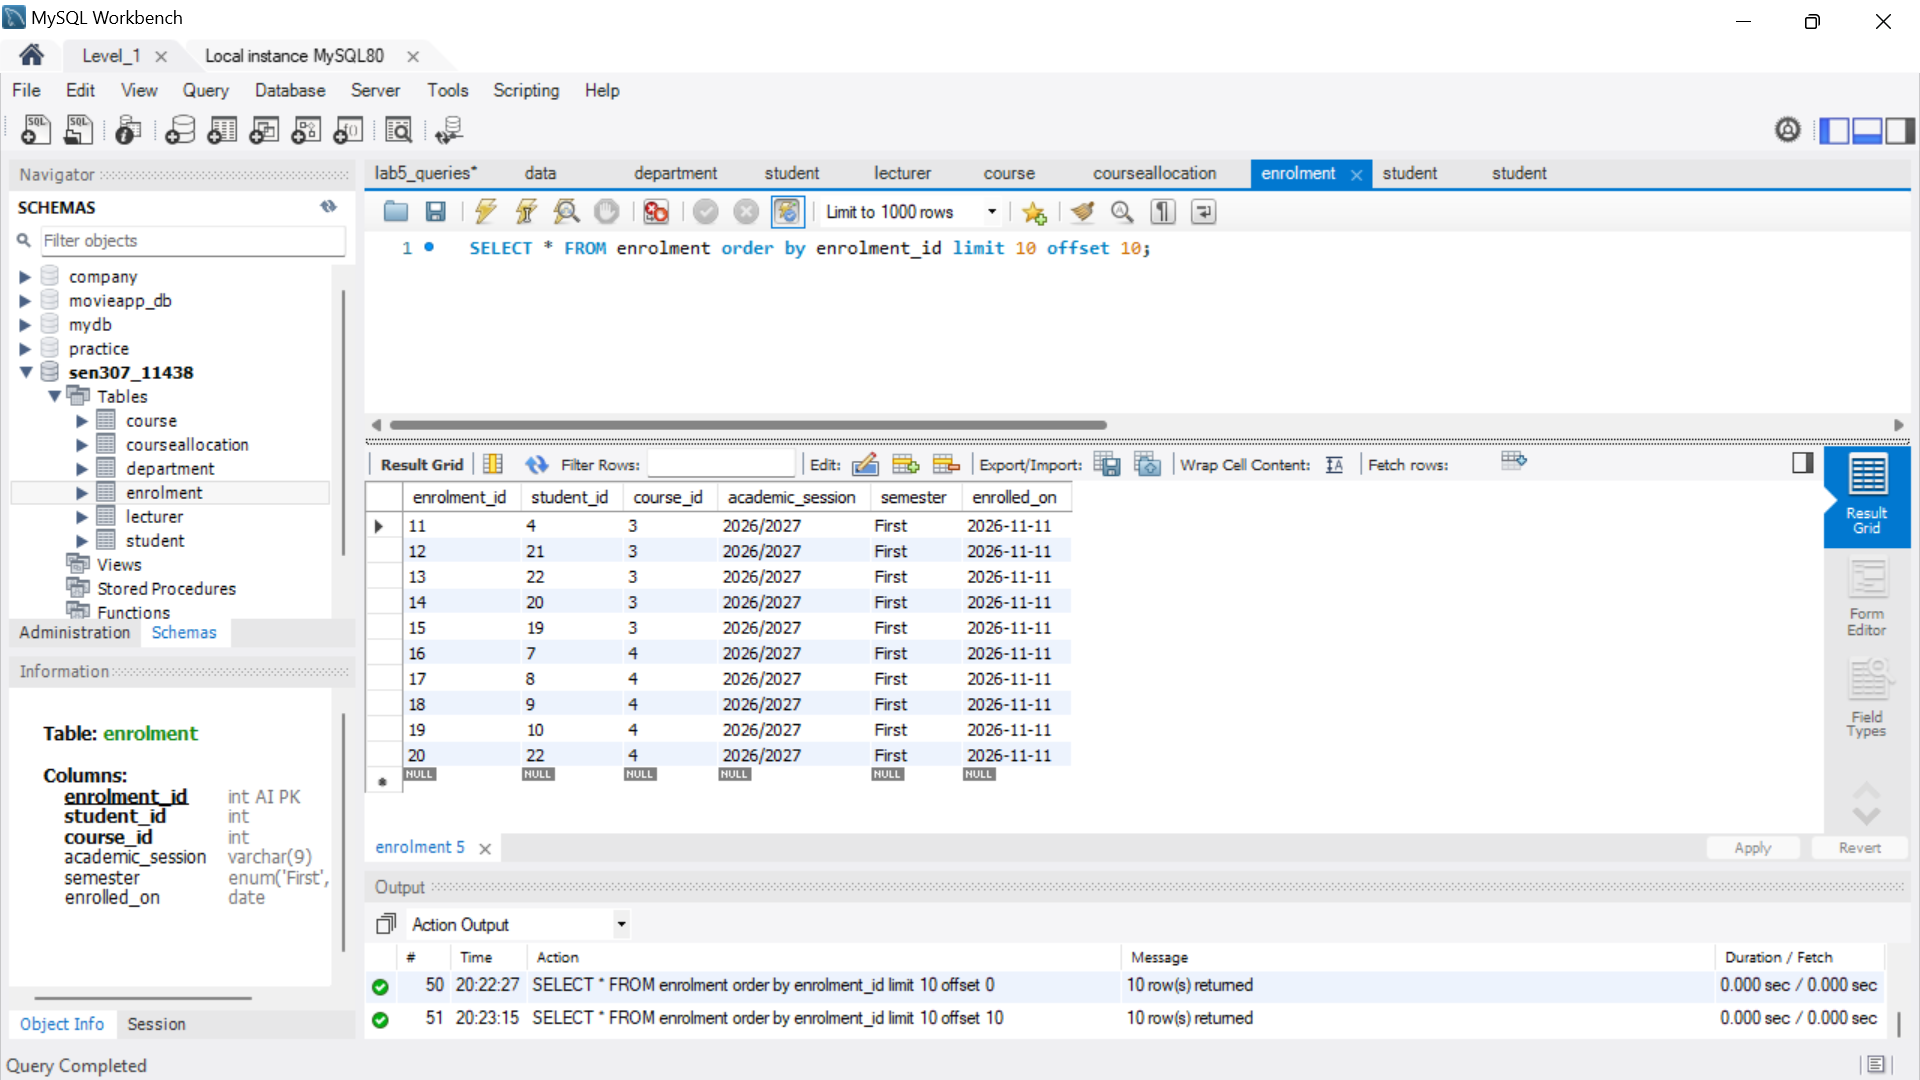 MySQL Workbench
Level_1
Local instance MySQL80
File Edit View Query Database Server Tools Scripting Help
Navigator
SCHEMAS
Filter objects
company
movieapp_db
mydb
practice
sen307_11438
Tables
course
courseallocation
department
enrolment
lecturer
student
Views
Stored Procedures
Functions
Administration Schemas
Information
Table: enrolment
Columns:
enrolment_id int AI PK
student_id int
course_id int
academic_session varchar(9)
semester enum('First',
enrolled_on date
Object Info Session
Query Completed
lab5_queries* data department student lecturer course courseallocation enrolment student student
Limit to 1000 rows
1 SELECT * FROM enrolment order by enrolment_id limit 10 offset 10;
Result Grid Filter Rows: Edit: Export/Import: Wrap Cell Content: Fetch rows:
enrolment_id student_id course_id academic_session semester enrolled_on
11 4 3 2026/2027 First 2026-11-11
12 21 3 2026/2027 First 2026-11-11
13 22 3 2026/2027 First 2026-11-11
14 20 3 2026/2027 First 2026-11-11
15 19 3 2026/2027 First 2026-11-11
16 7 4 2026/2027 First 2026-11-11
17 8 4 2026/2027 First 2026-11-11
18 9 4 2026/2027 First 2026-11-11
19 10 4 2026/2027 First 2026-11-11
20 22 4 2026/2027 First 2026-11-11
NULL NULL NULL NULL NULL NULL
Result
Grid
Form
Editor
Field
Types
enrolment 5
Apply Revert
Output
Action Output
# Time Action Message Duration / Fetch
50 20:22:27 SELECT * FROM enrolment order by enrolment_id limit 10 offset 0 10 row(s) returned 0.000 sec / 0.000 sec
51 20:23:15 SELECT * FROM enrolment order by enrolment_id limit 10 offset 10 10 row(s) returned 0.000 sec / 0.000 sec